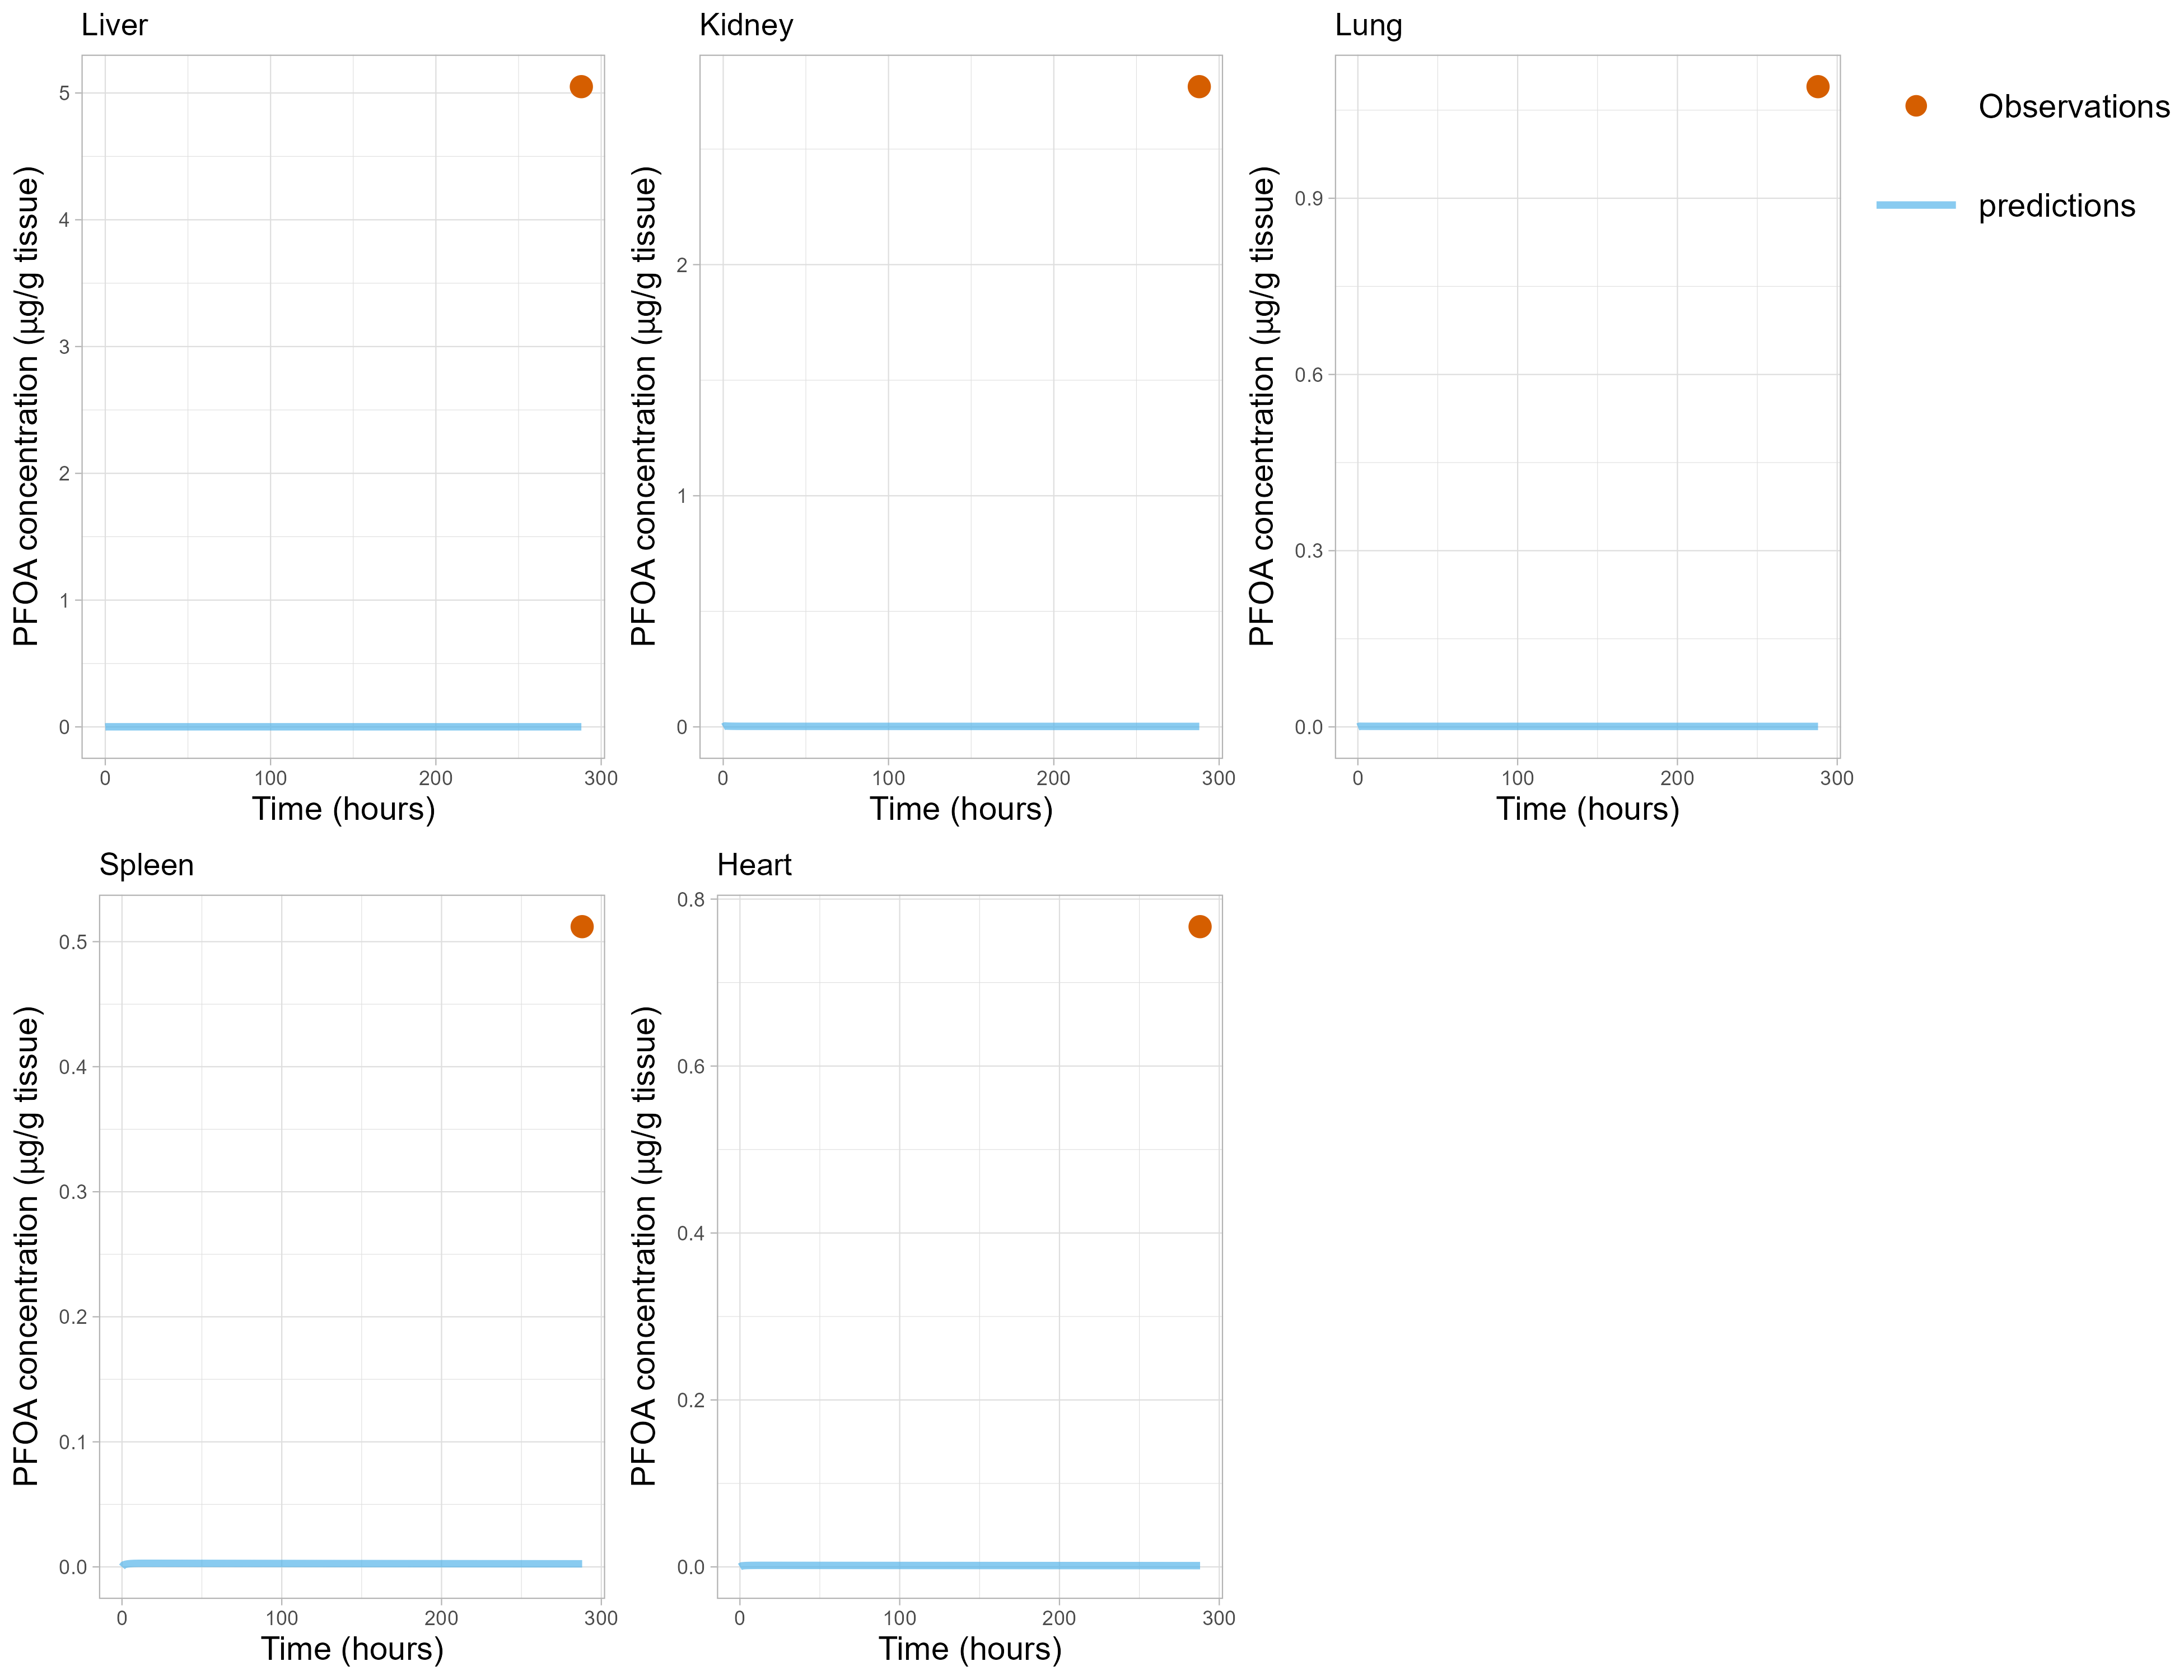 Liver
PFOA concentration (µg/g tissue)
5
4
3
2
1
0
0 100 200 300
Time (hours)
Kidney
PFOA concentration (µg/g tissue)
2
1
0
0 100 200 300
Time (hours)
Lung
PFOA concentration (µg/g tissue)
0.9
0.6
0.3
0.0
0 100 200 300
Time (hours)
Observations
predictions
Spleen
PFOA concentration (µg/g tissue)
0.5
0.4
0.3
0.2
0.1
0.0
0 100 200 300
Time (hours)
Heart
PFOA concentration (µg/g tissue)
0.8
0.6
0.4
0.2
0.0
0 100 200 300
Time (hours)